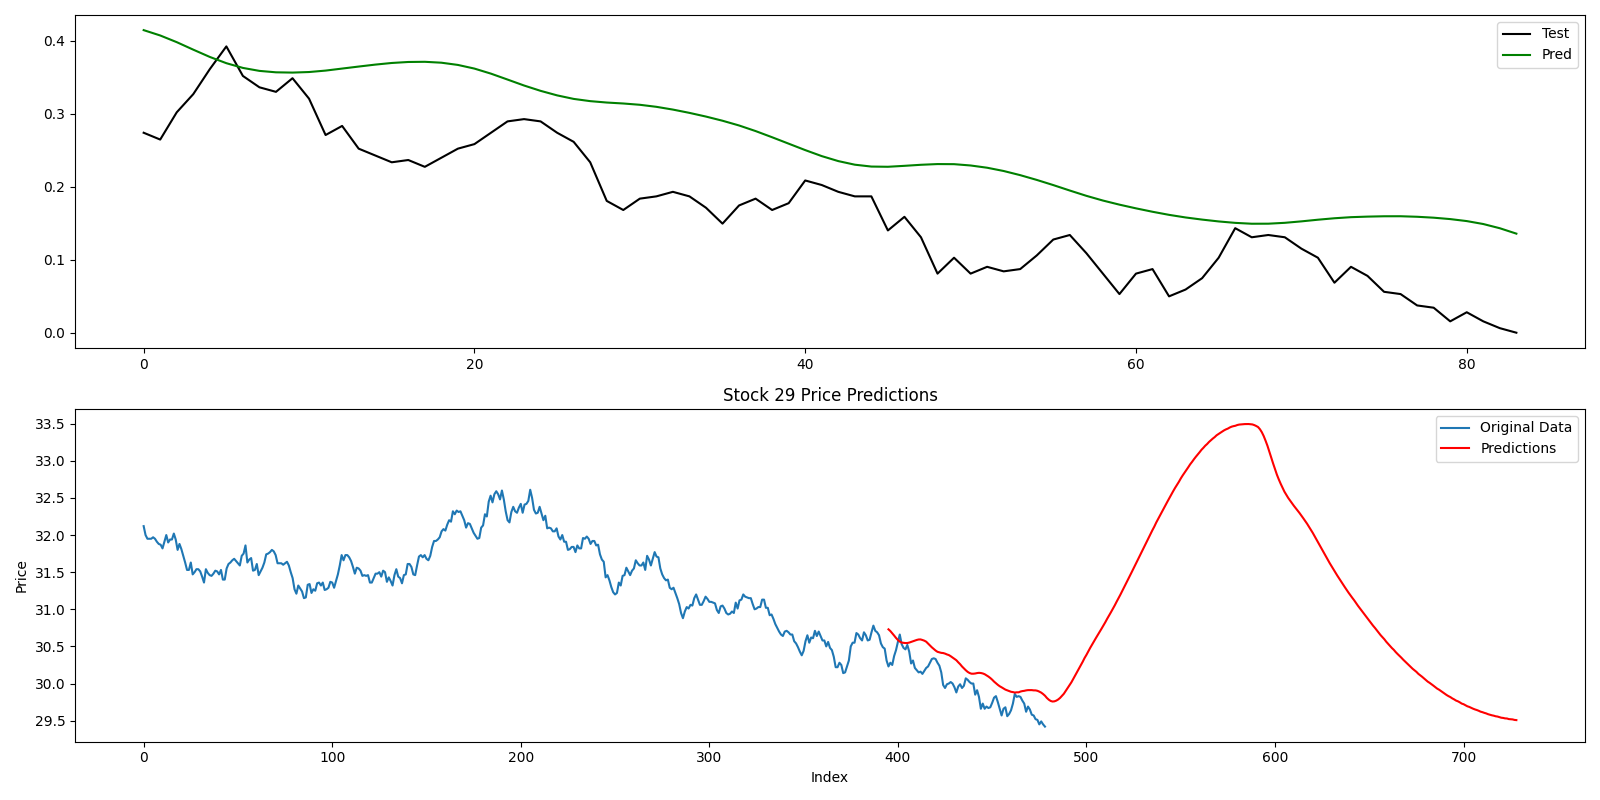 0.4
0.3
0.2
0.1
0.0
Test
Pred
0 20 40 60 80
Stock 29 Price Predictions
33.5
33.0
32.5
32.0
31.5
31.0
30.5
30.0
29.5
Price
Original Data
Predictions
0 100 200 300 400 500 600 700
Index